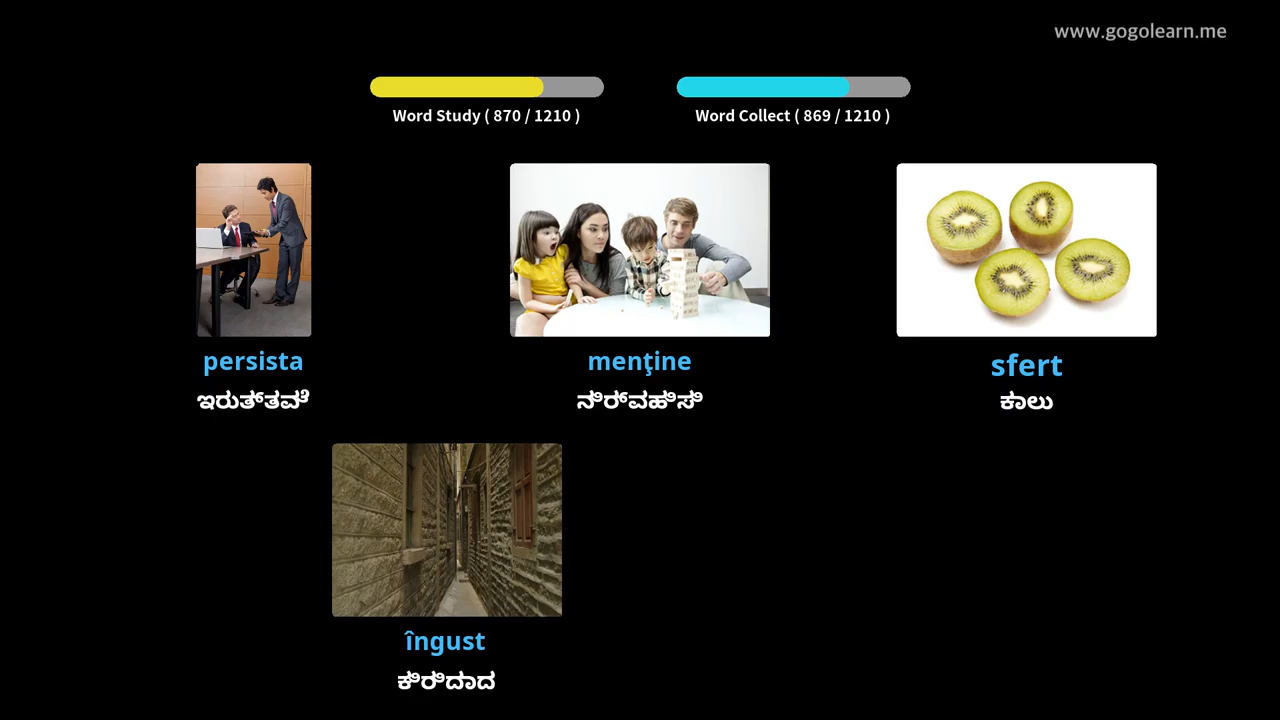 www.gogolearn.me
Word Study ( 870 / 1210 )
Word Collect ( 869 / 1210 )
persista
ಇರುತ್ತವೆ
menţine
ನಿರ್ವಹಿಸಿ
sfert
ಕಾಲು
îngust
ಕಿರಿದಾದ